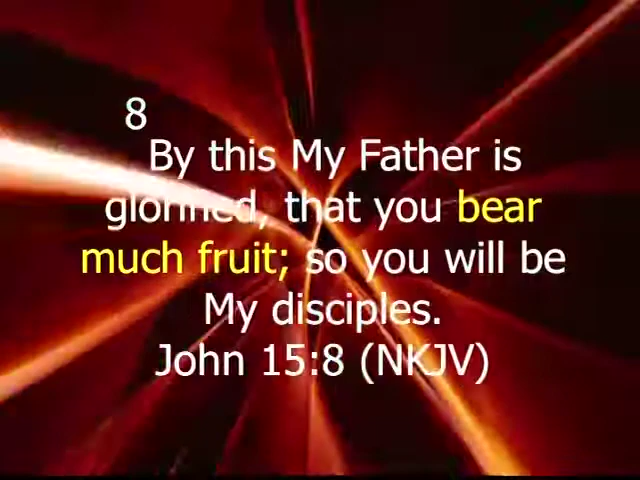 8
By this My Father is
glorified, that you bear
much fruit; so you will be
My disciples.
John 15:8 (NKJV)